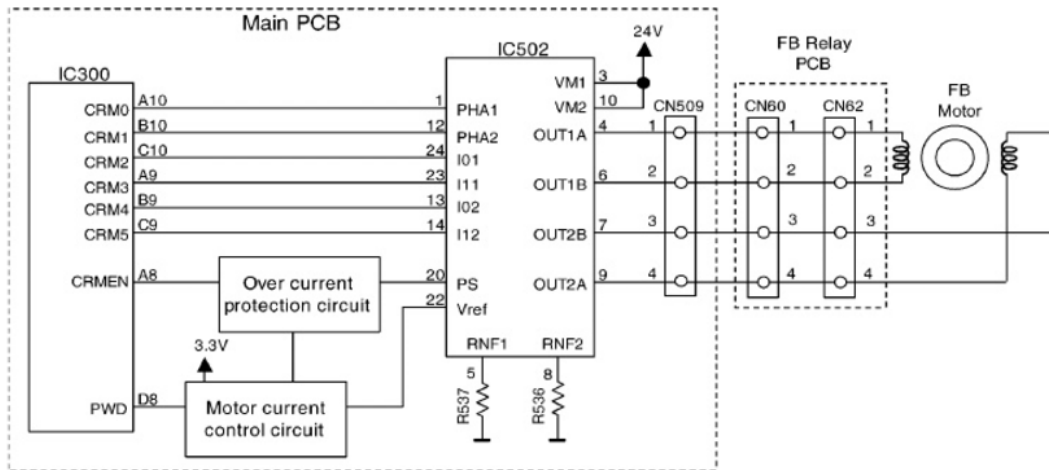 Main PCB
24V
IC300
IC502
FB Relay
PCB
FB
Motor
CRM0 A10 1 PHA1
CRM1 B10 12 PHA2
CRM2 C10 24 I01
CRM3 A9 23 I11
CRM4 B9 13 I02
CRM5 C9 14 I12
CRMEN A8
Over current
protection circuit
20 PS
22 Vref
3.3V
PWD D8
Motor current
control circuit
VM1 3
VM2 10
OUT1A 4
OUT1B 6
OUT2B 7
OUT2A 9
RNF1 RNF2
5 8
R537 R536
CN509 CN60 CN62
1 1 1
2 2 2
3 3 3
4 4 4